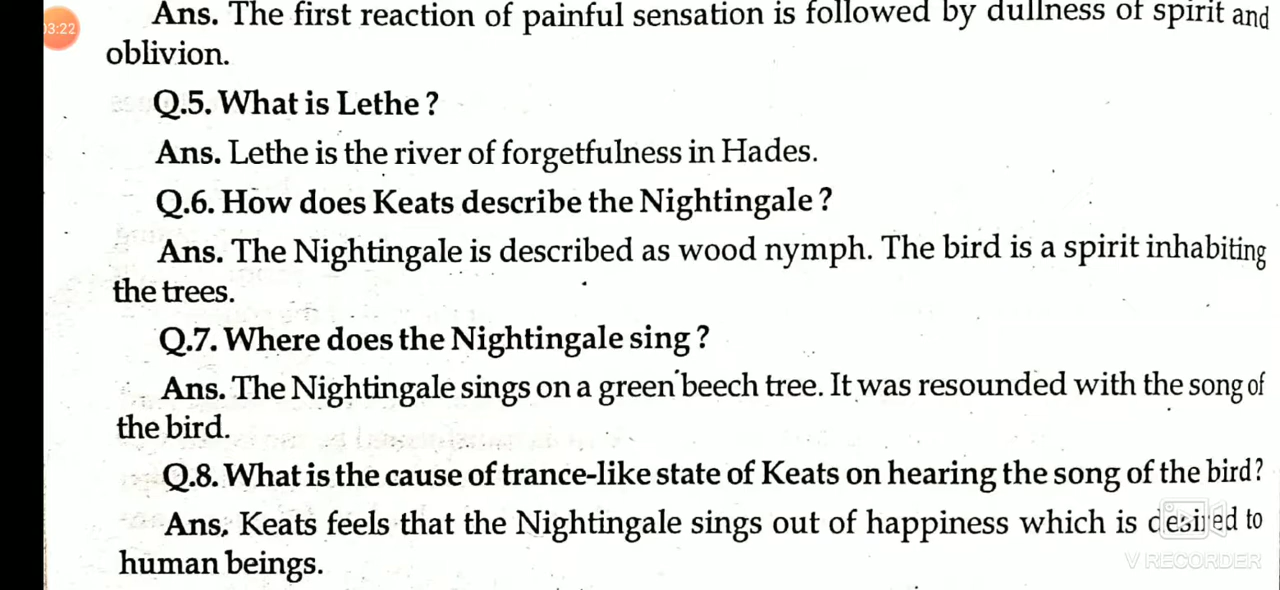 Ans. The first reaction of painful sensation is followed by dullness of spirit and
03:22
oblivion.
Q.5. What is Lethe?
Ans. Lethe is the river of forgetfulness in Hades.
Q.6. How does Keats describe the Nightingale?
Ans. The Nightingale is described as wood nymph. The bird is a spirit inhabiting
the trees.
Q.7. Where does the Nightingale sing?
Ans. The Nightingale sings on a green beech tree. It was resounded with the song of
the bird.
Q.8. What is the cause of trance-like state of Keats on hearing the song of the bird?
Ans. Keats feels that the Nightingale sings out of happiness which is desired to
human beings.
V RECORDER